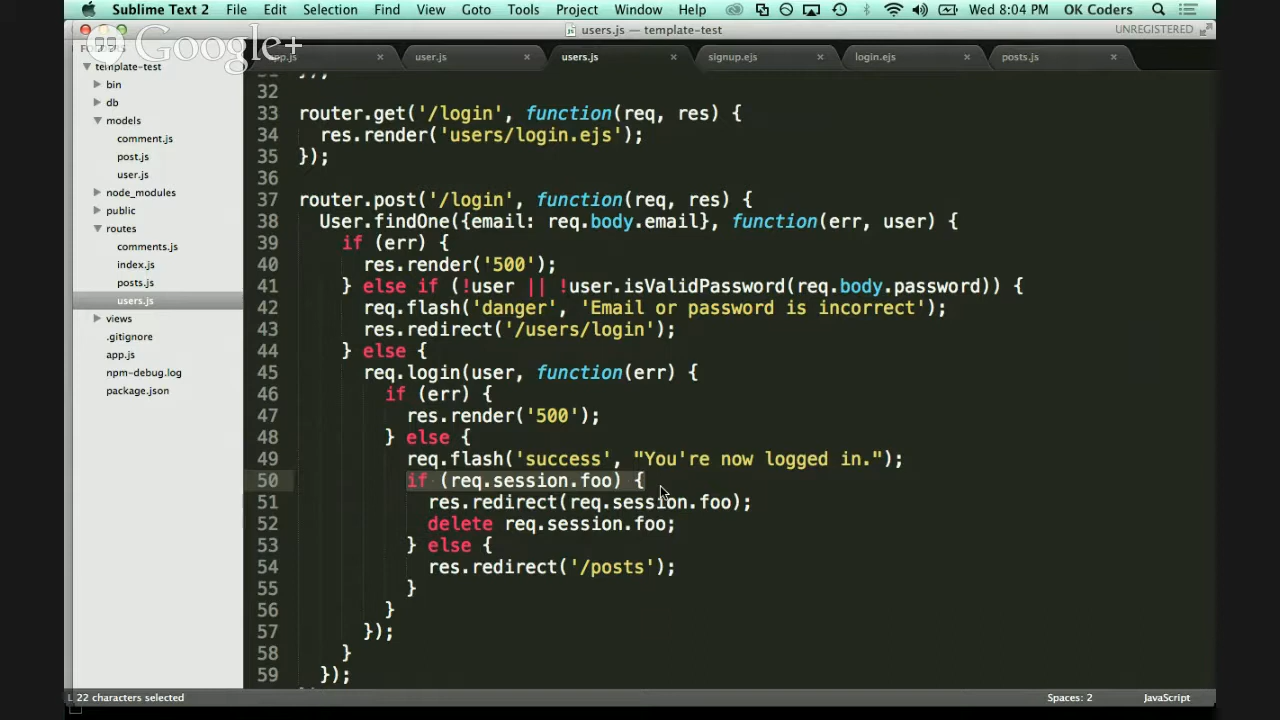 Sublime Text 2 File Edit Selection Find View Goto Tools Project Window Help Wed 8:04 PM OK Coders
users.js — template-test UNREGISTERED
Google+
user.js users.js signup.ejs login.ejs posts.js
template-test
bin
db
models
comment.js
post.js
user.js
node_modules
public
routes
comments.js
index.js
posts.js
users.js
views
.gitignore
app.js
npm-debug.log
package.json
32
33 router.get('/login', function(req, res) {
34 res.render('users/login.ejs');
35 });
36
37 router.post('/login', function(req, res) {
38 User.findOne({email: req.body.email}, function(err, user) {
39 if (err) {
40 res.render('500');
41 } else if (!user || !user.isValidPassword(req.body.password)) {
42 req.flash('danger', 'Email or password is incorrect');
43 res.redirect('/users/login');
44 } else {
45 req.login(user, function(err) {
46 if (err) {
47 res.render('500');
48 } else {
49 req.flash('success', "You're now logged in.");
50 if (req.session.foo) {
51 res.redirect(req.session.foo);
52 delete req.session.foo;
53 } else {
54 res.redirect('/posts');
55 }
56 }
57 });
58 }
59 });
22 characters selected Spaces: 2 JavaScript